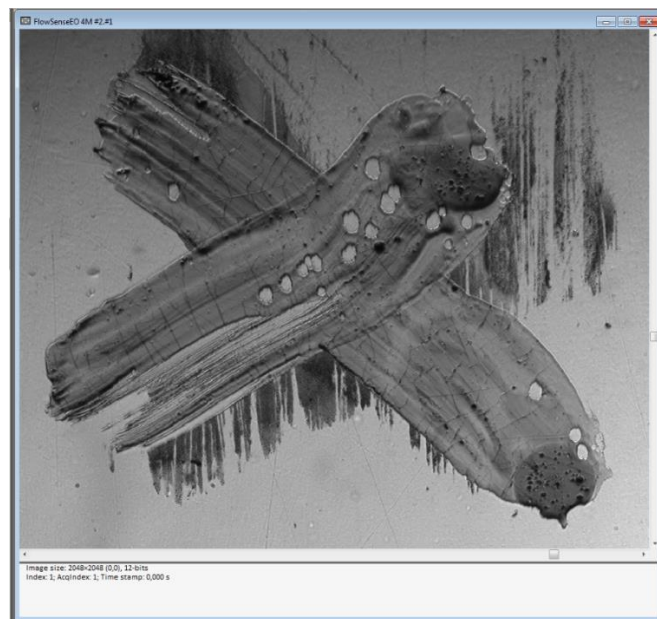 FlowSenseEO 4M #2.#1
Image size: 2048×2048 (0,0), 12-bits
Index: 1; AcqIndex: 1; Time stamp: 0,000 s